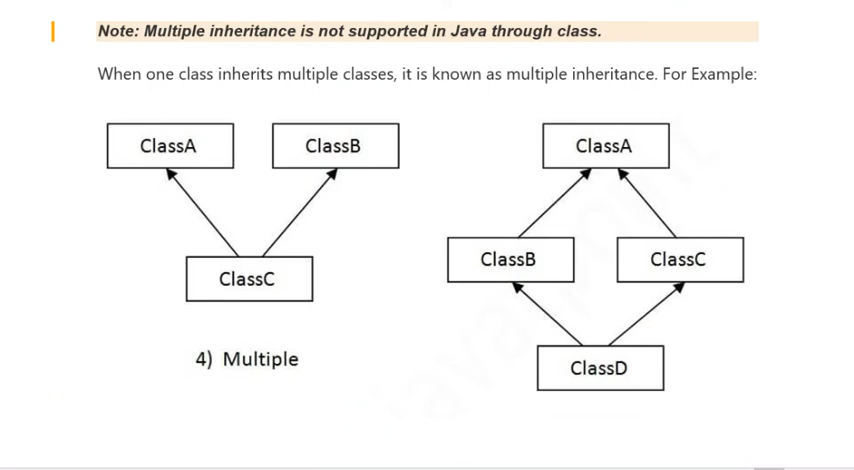 Note: Multiple inheritance is not supported in Java through class.
When one class inherits multiple classes, it is known as multiple inheritance. For Example:
ClassA
ClassB
ClassC
4) Multiple
ClassA
ClassB
ClassC
ClassD